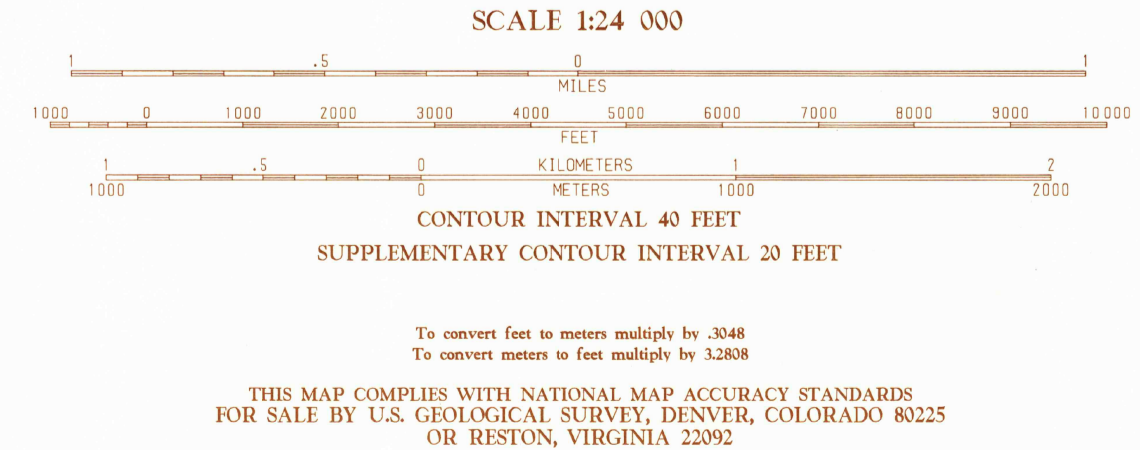 SCALE 1:24 000
1 .5 0 1
MILES
1000 0 1000 2000 3000 4000 5000 6000 7000 8000 9000 10 000
FEET
1 .5 0 KILOMETERS 1 2
1000 0 METERS 1000 2000
CONTOUR INTERVAL 40 FEET
SUPPLEMENTARY CONTOUR INTERVAL 20 FEET
To convert feet to meters multiply by .3048
To convert meters to feet multiply by 3.2808
THIS MAP COMPLIES WITH NATIONAL MAP ACCURACY STANDARDS
FOR SALE BY U.S. GEOLOGICAL SURVEY, DENVER, COLORADO 80225
OR RESTON, VIRGINIA 22092